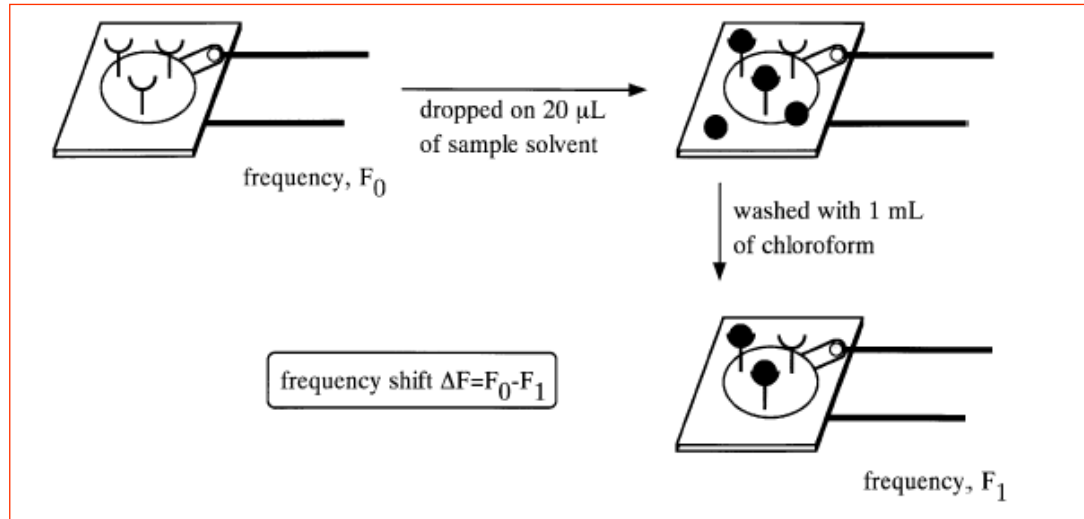 dropped on 20 μL
of sample solvent
frequency, F0
washed with 1 mL
of chloroform
frequency shift ΔF=F0-F1
frequency, F1